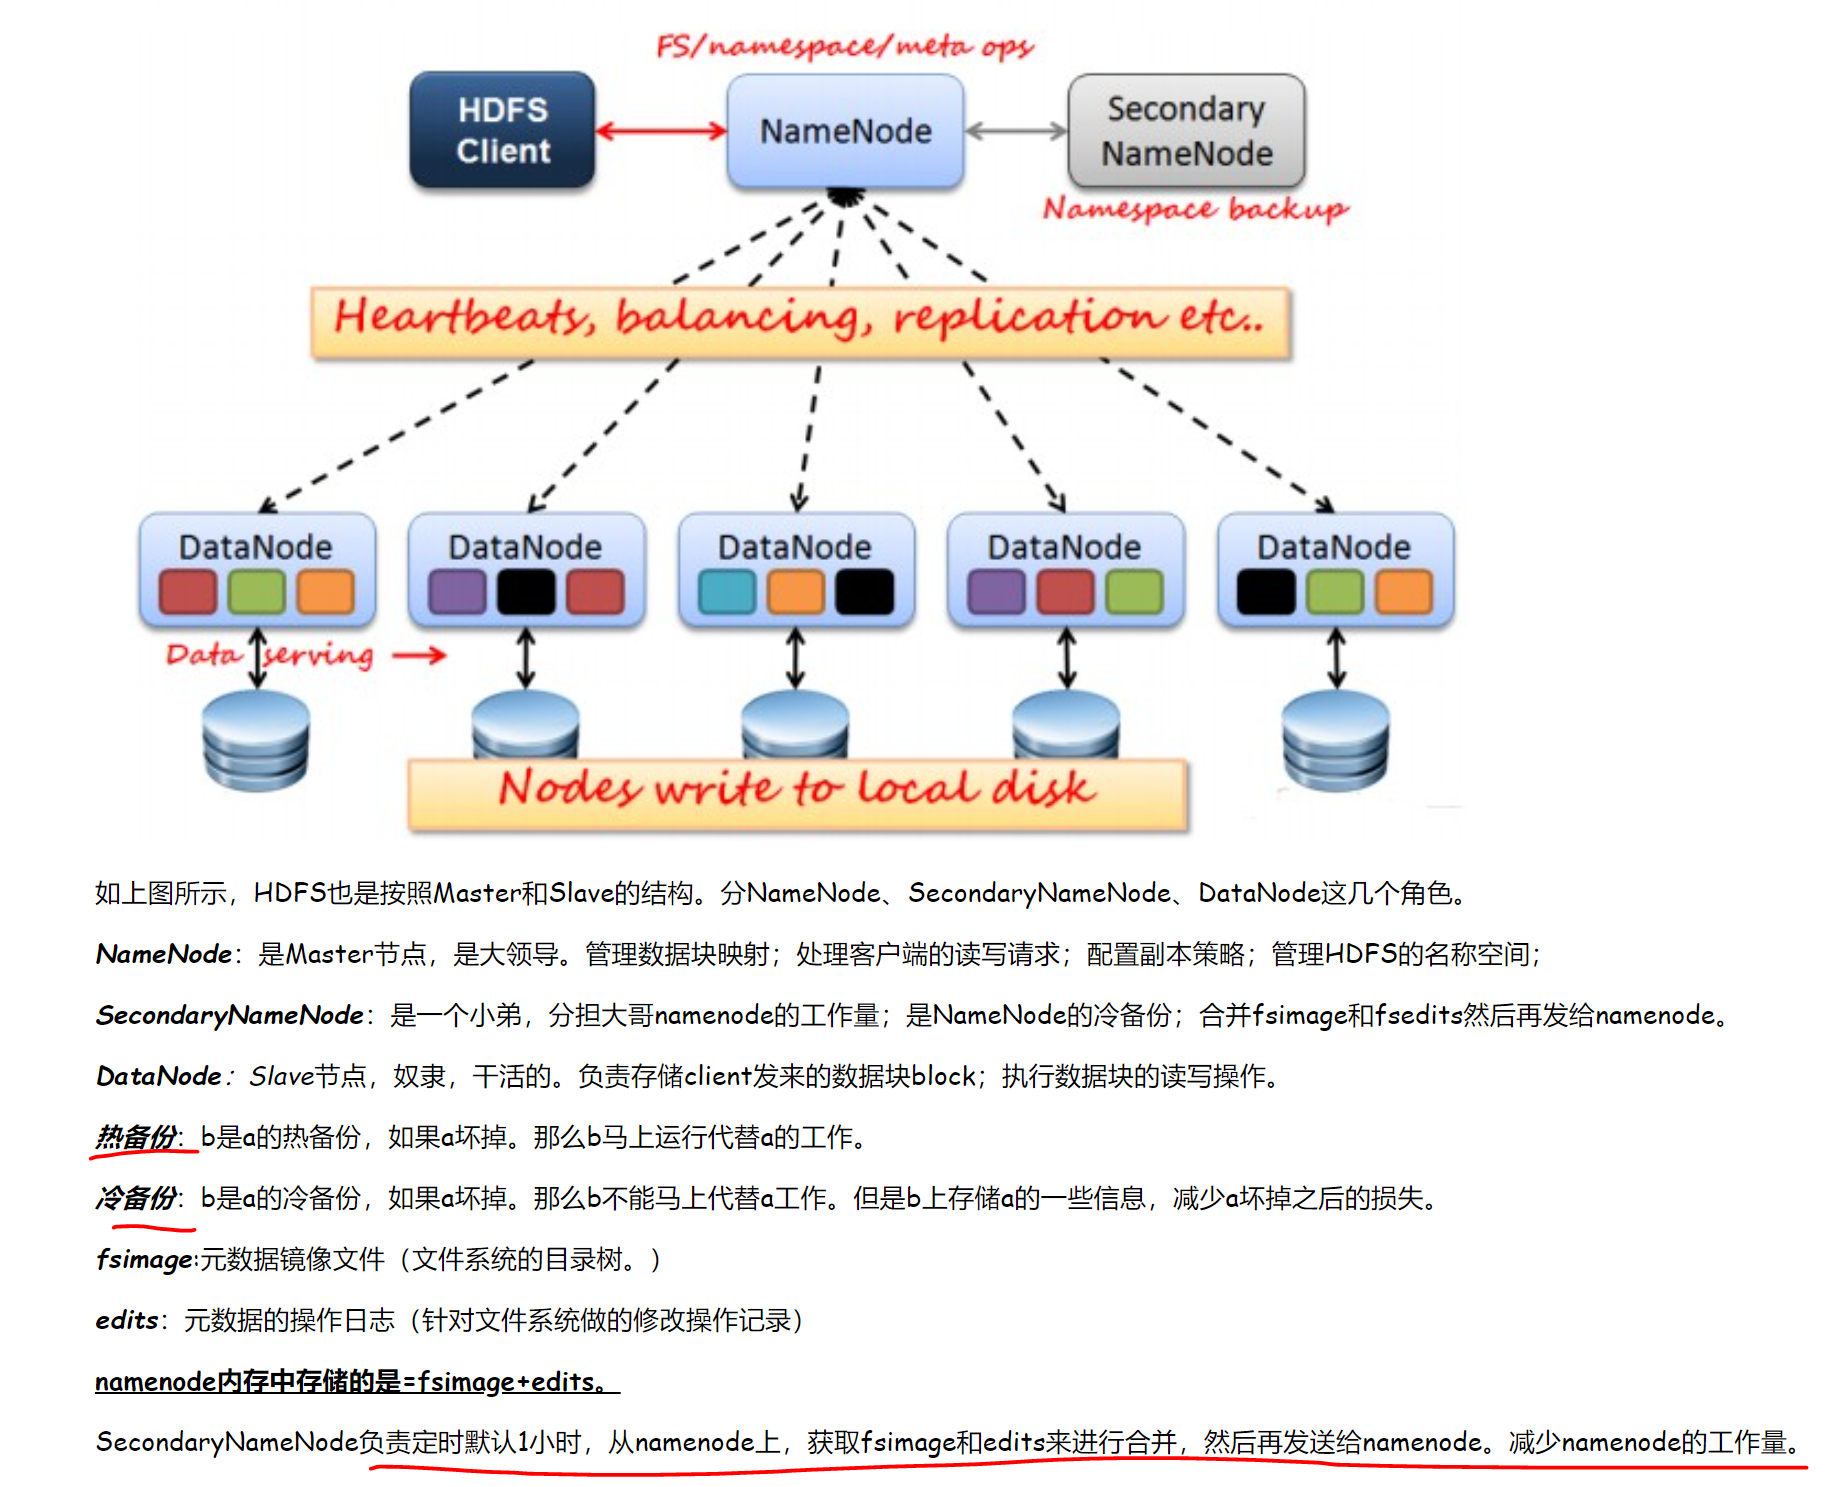 FS/namespace/meta ops
HDFS
Client
NameNode
Secondary
NameNode
Namespace backup
Heartbeats, balancing, replication etc..
DataNode
DataNode
DataNode
DataNode
DataNode
Data serving
Nodes write to local disk
如上图所示，HDFS也是按照Master和Slave的结构。分NameNode、SecondaryNameNode、DataNode这几个角色。
NameNode：是Master节点，是大领导。管理数据块映射；处理客户端的读写请求；配置副本策略；管理HDFS的名称空间；
SecondaryNameNode：是一个小弟，分担大哥namenode的工作量；是NameNode的冷备份；合并fsimage和fsedits然后再发给namenode。
DataNode：Slave节点，奴隶，干活的。负责存储client发来的数据块block；执行数据块的读写操作。
热备份：b是a的热备份，如果a坏掉。那么b马上运行代替a的工作。
冷备份：b是a的冷备份，如果a坏掉。那么b不能马上代替a工作。但是b上存储a的一些信息，减少a坏掉之后的损失。
fsimage:元数据镜像文件（文件系统的目录树。）
edits：元数据的操作日志（针对文件系统做的修改操作记录）
namenode内存中存储的是=fsimage+edits。
SecondaryNameNode负责定时默认1小时，从namenode上，获取fsimage和edits来进行合并，然后再发送给namenode。减少namenode的工作量。